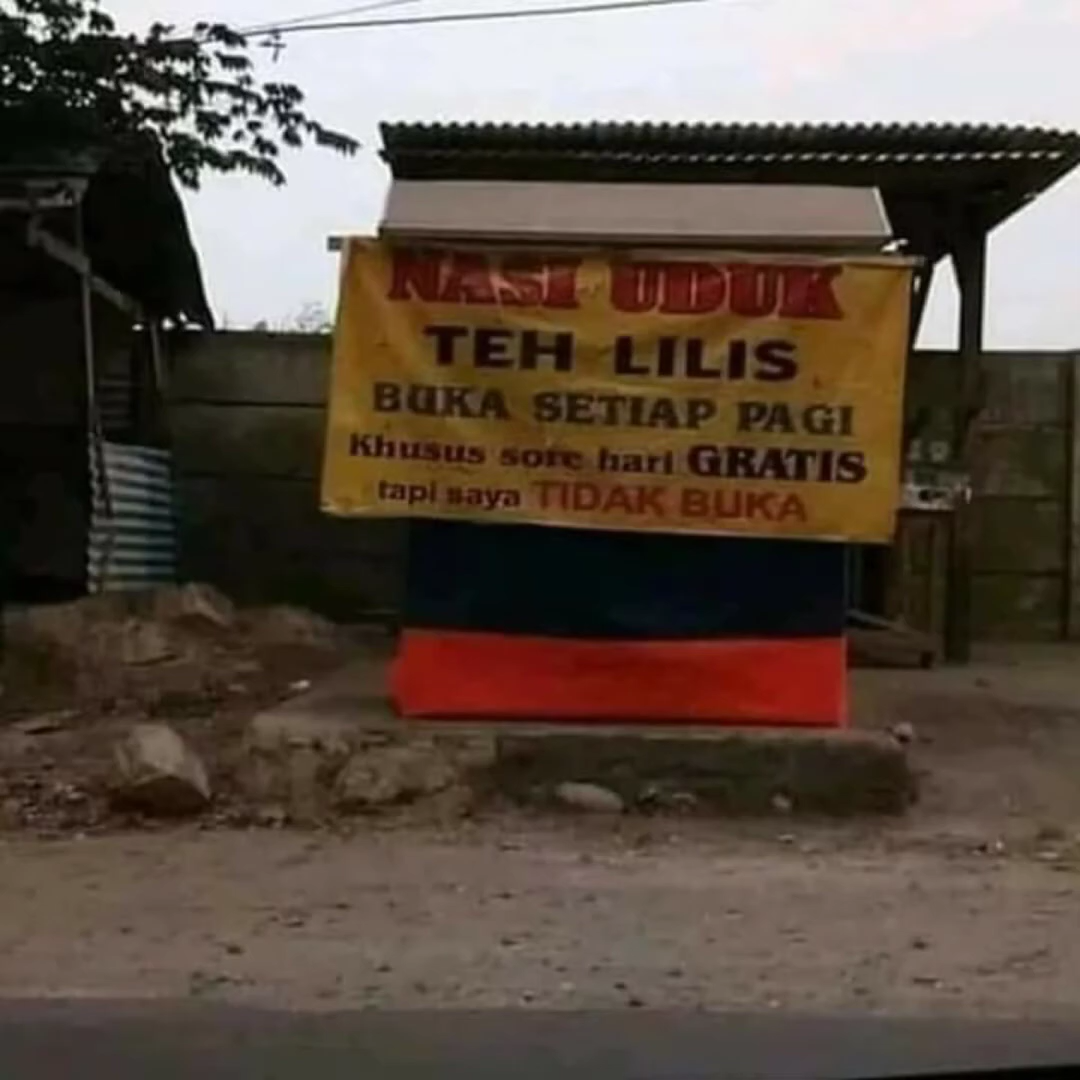 NASI UDUK
TEH LILIS
BUKA SETIAP PAGI
Khusus sore hari GRATIS
tapi saya TIDAK BUKA